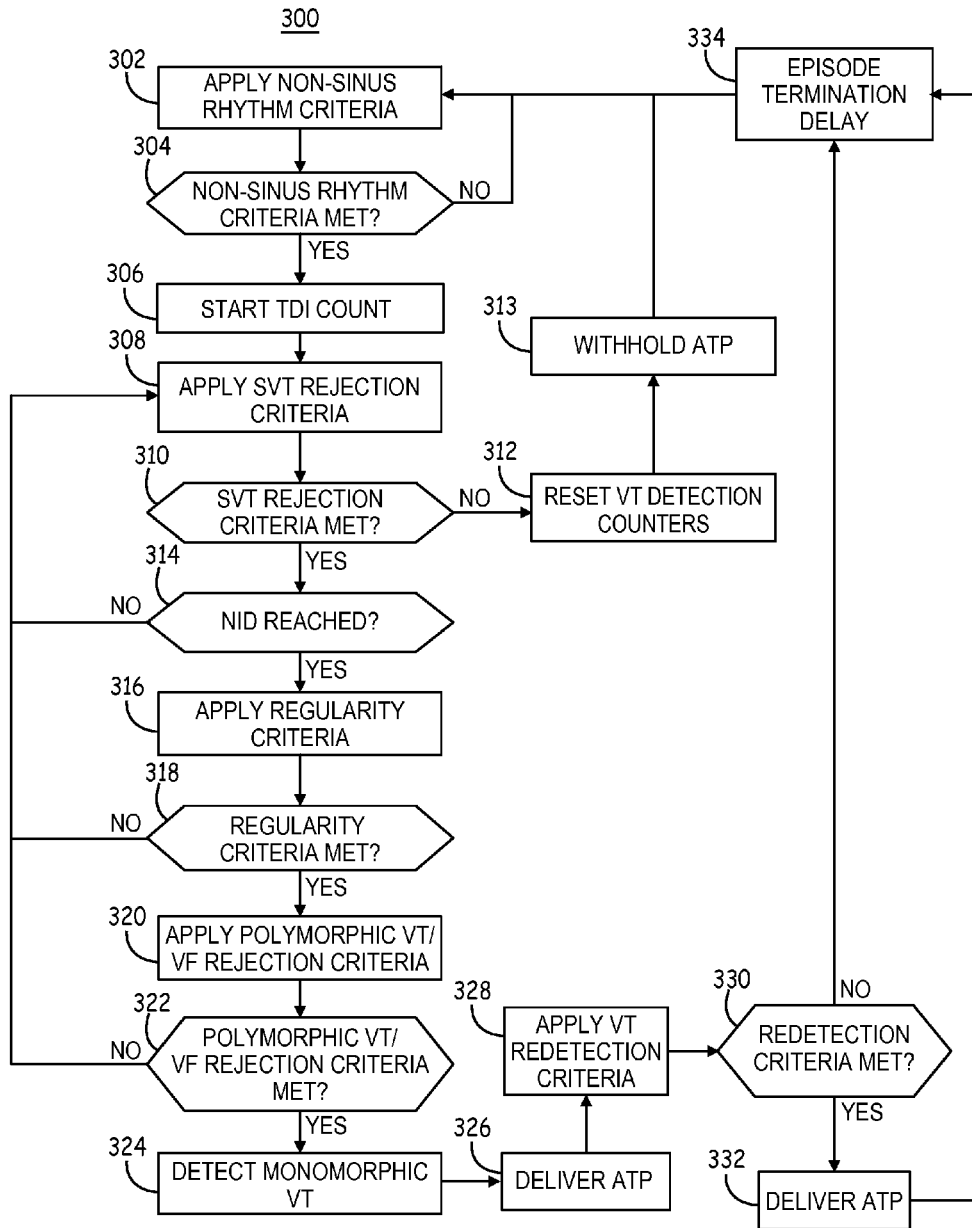 300
302
APPLY NON-SINUS
RHYTHM CRITERIA
334
EPISODE
TERMINATION
DELAY
304
NON-SINUS RHYTHM
CRITERIA MET?
NO
YES
306
START TDI COUNT
313
WITHHOLD ATP
308
APPLY SVT REJECTION
CRITERIA
310
SVT REJECTION
CRITERIA MET?
NO
312
RESET VT DETECTION
COUNTERS
YES
314
NO
NID REACHED?
YES
316
APPLY REGULARITY
CRITERIA
318
NO
REGULARITY
CRITERIA MET?
YES
320
APPLY POLYMORPHIC VT/
VF REJECTION CRITERIA
322
NO
POLYMORPHIC VT/
VF REJECTION CRITERIA
MET?
YES
328
APPLY VT
REDETECTION
CRITERIA
330
NO
REDETECTION
CRITERIA MET?
YES
324
DETECT MONOMORPHIC
VT
326
DELIVER ATP
332
DELIVER ATP